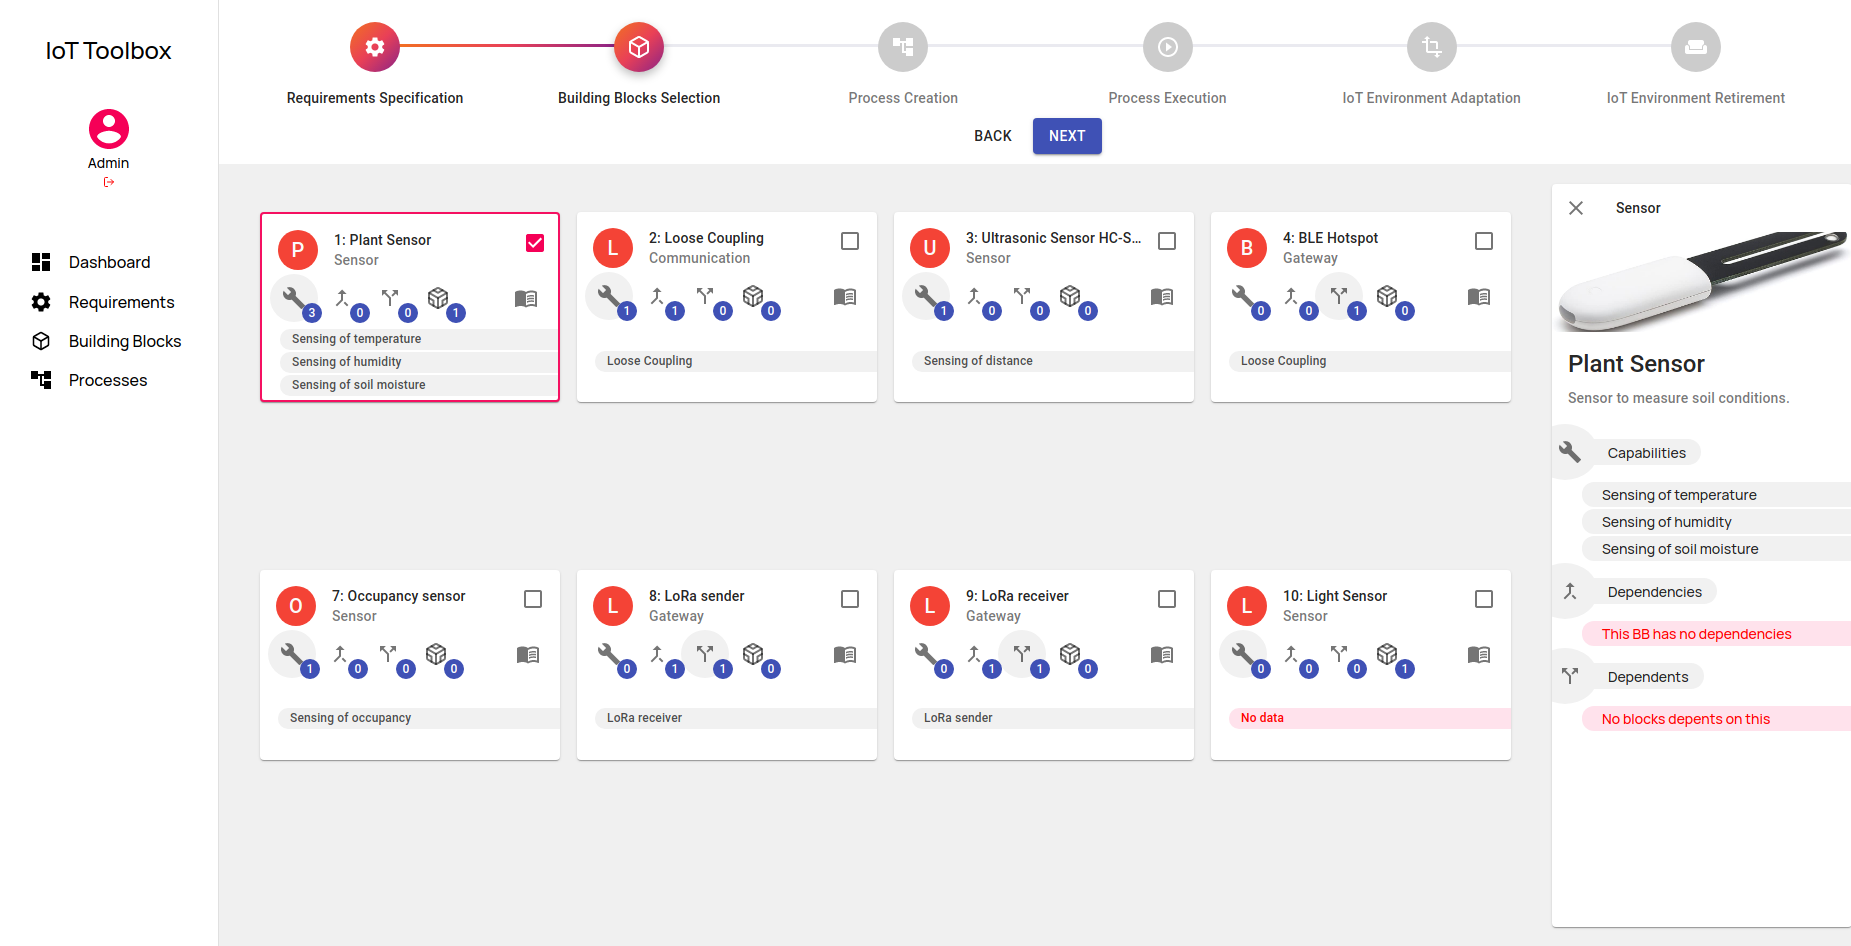 IoT Toolbox
Admin
Dashboard
Requirements
Building Blocks
Processes
Requirements Specification
Building Blocks Selection
Process Creation
Process Execution
IoT Environment Adaptation
IoT Environment Retirement
BACK
NEXT
P
1: Plant Sensor
Sensor
3
0
0
1
Sensing of temperature
Sensing of humidity
Sensing of soil moisture
L
2: Loose Coupling
Communication
1
1
0
0
Loose Coupling
U
3: Ultrasonic Sensor HC-S...
Sensor
1
0
0
0
Sensing of distance
B
4: BLE Hotspot
Gateway
0
0
1
0
Loose Coupling
O
7: Occupancy sensor
Sensor
1
0
0
0
Sensing of occupancy
L
8: LoRa sender
Gateway
0
1
1
0
LoRa receiver
L
9: LoRa receiver
Gateway
0
1
1
0
LoRa sender
L
10: Light Sensor
Sensor
0
0
0
1
No data
Sensor
Plant Sensor
Sensor to measure soil conditions.
Capabilities
Sensing of temperature
Sensing of humidity
Sensing of soil moisture
Dependencies
This BB has no dependencies
Dependents
No blocks depents on this